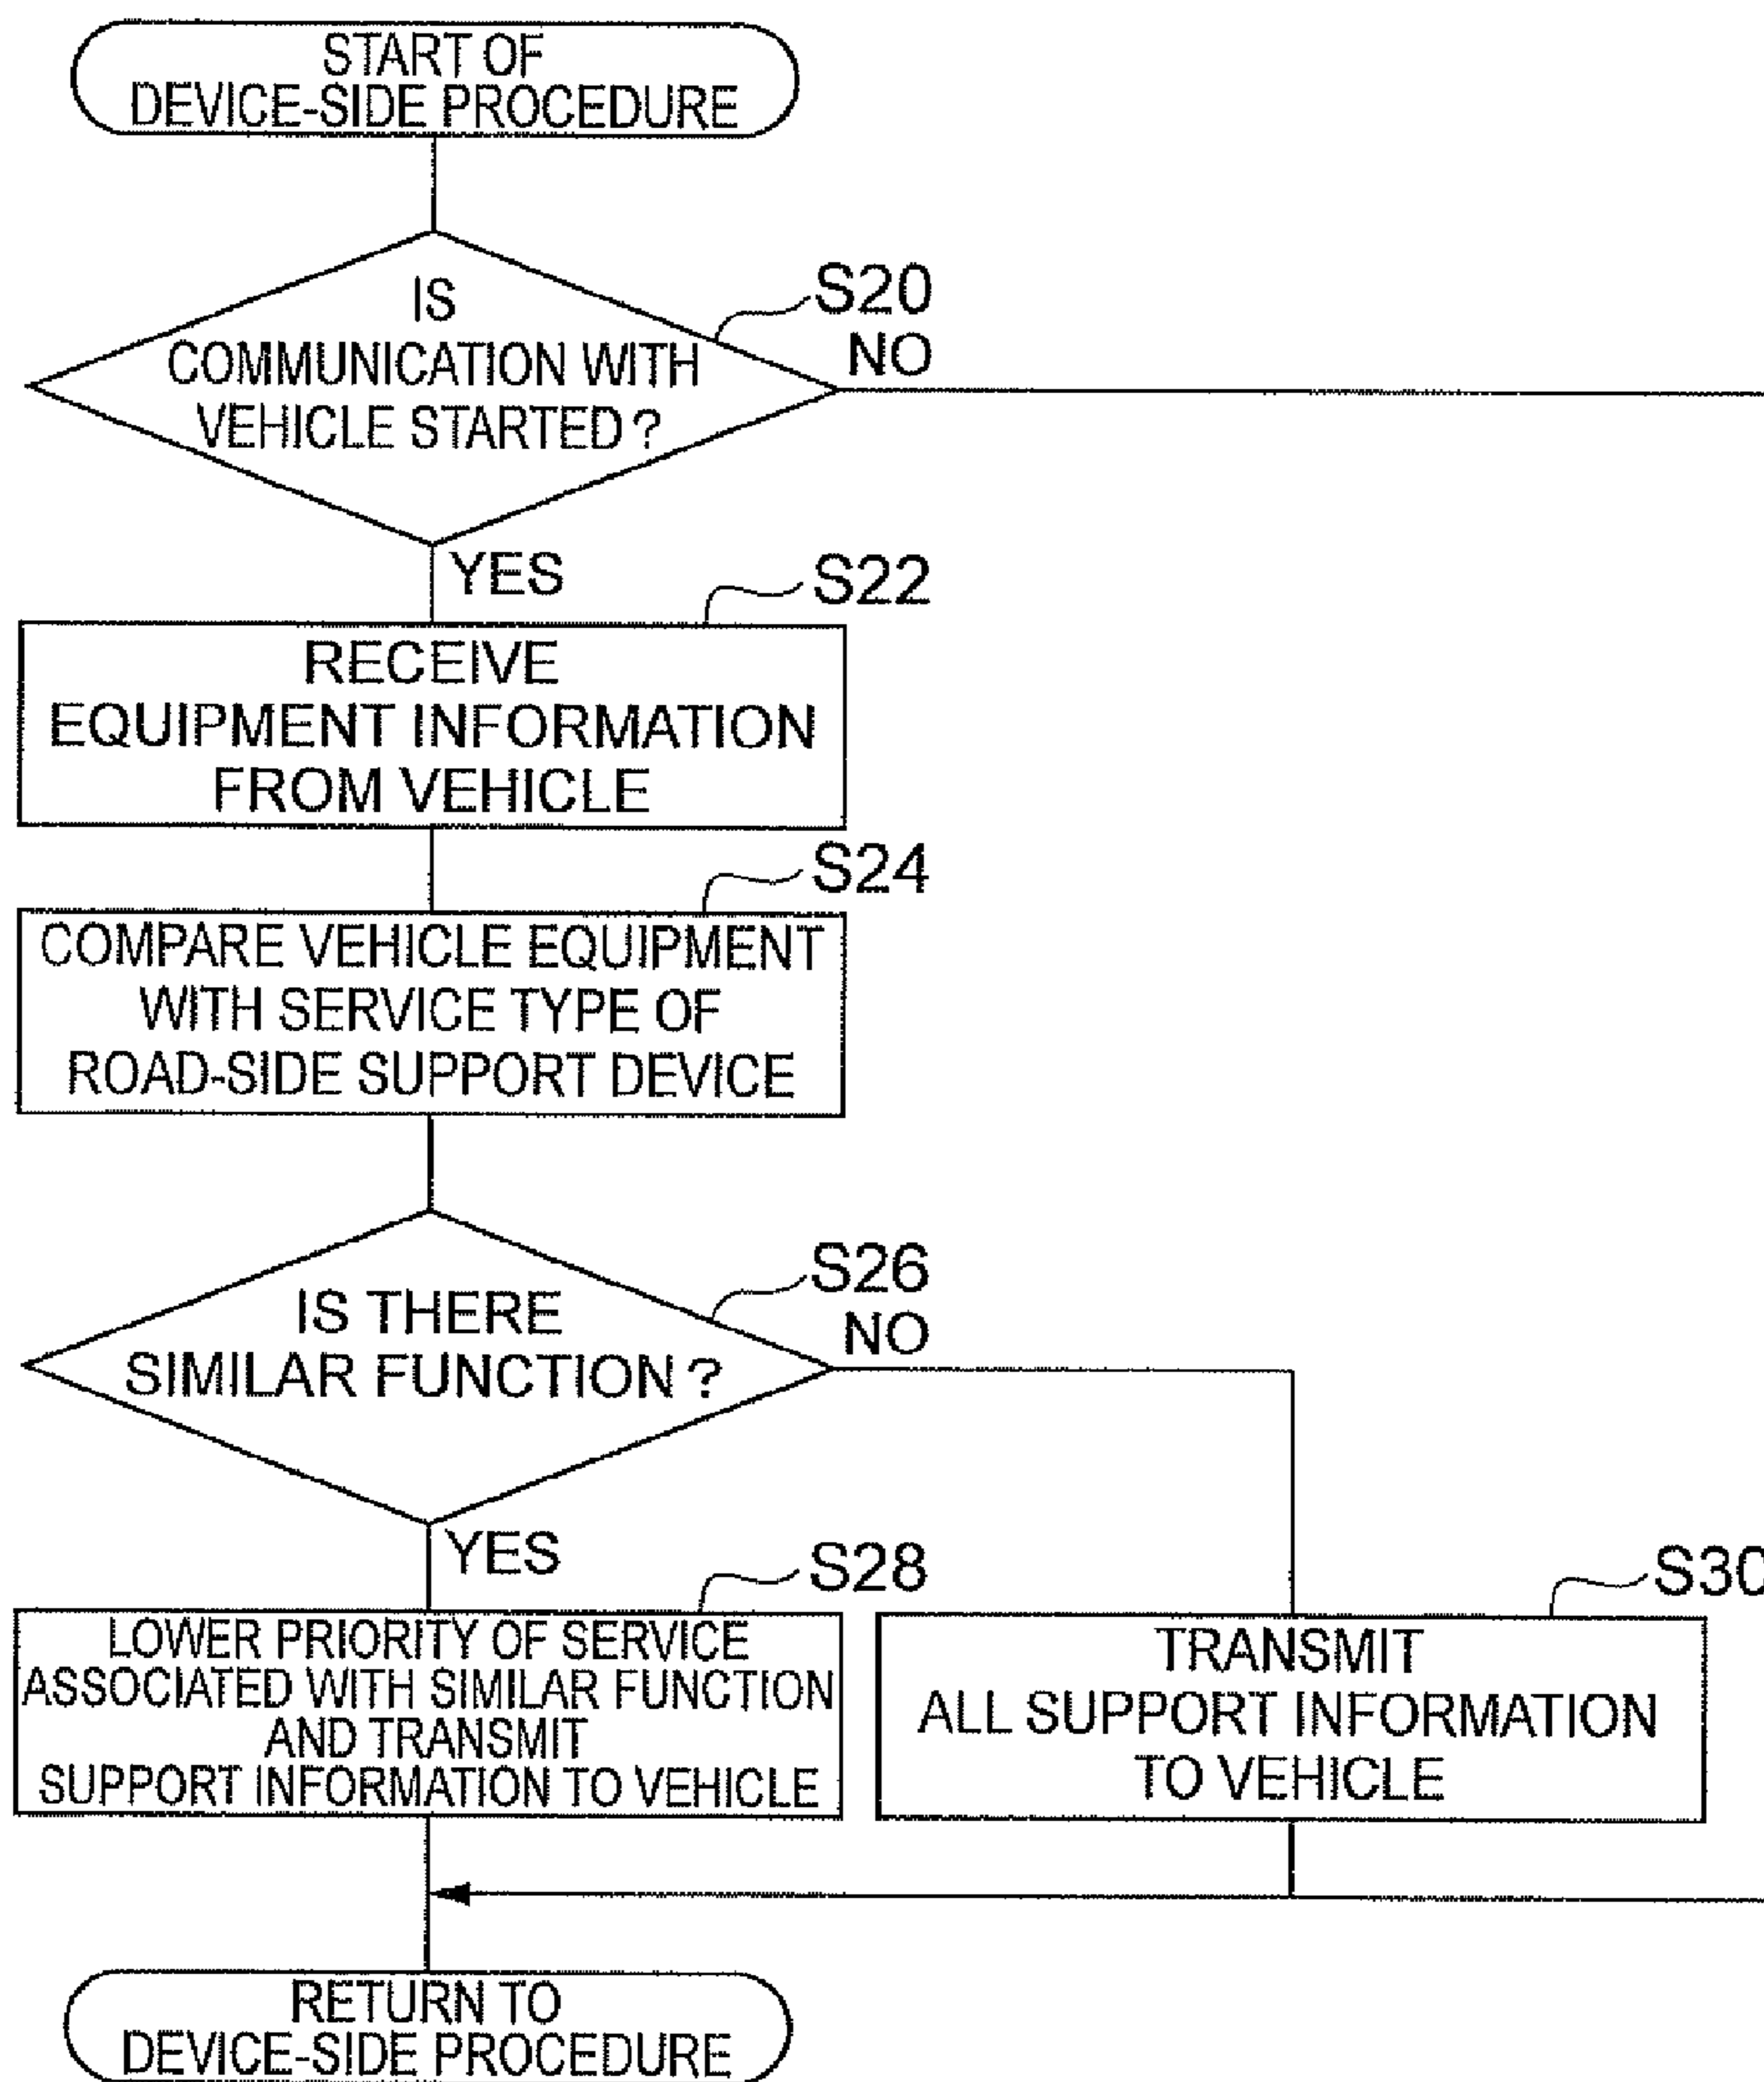 START OF
DEVICE-SIDE PROCEDURE
IS
COMMUNICATION WITH
VEHICLE STARTED ?
S20
NO
YES
S22
RECEIVE
EQUIPMENT INFORMATION
FROM VEHICLE
S24
COMPARE VEHICLE EQUIPMENT
WITH SERVICE TYPE OF
ROAD-SIDE SUPPORT DEVICE
S26
NO
IS THERE
SIMILAR FUNCTION ?
YES
S28
LOWER PRIORITY OF SERVICE
ASSOCIATED WITH SIMILAR FUNCTION
AND TRANSMIT
SUPPORT INFORMATION TO VEHICLE
S30
TRANSMIT
ALL SUPPORT INFORMATION
TO VEHICLE
RETURN TO
DEVICE-SIDE PROCEDURE